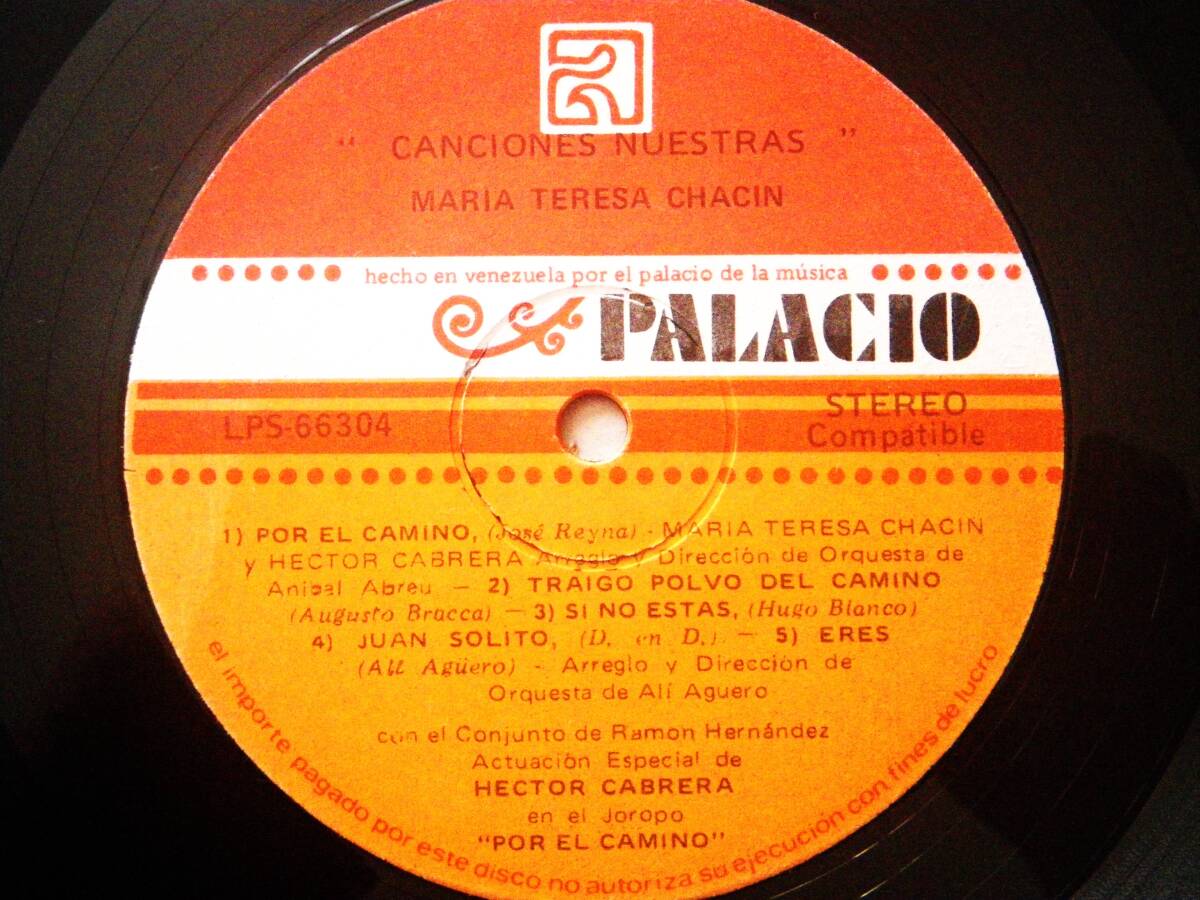 " CANCIONES NUESTRAS "
MARIA TERESA CHACIN
hecho en venezuela por el palacio de la música
PALACIO
LPS-66304
STEREO
Compatible
1) POR EL CAMINO, (José Reyna) - MARIA TERESA CHACIN
y HECTOR CABRERA Arreglo y Dirección de Orquesta de
Anibal Abreu — 2) TRAIGO POLVO DEL CAMINO
(Augusto Bracca) — 3) SI NO ESTAS, (Hugo Blanco)
4) JUAN SOLITO, (D. en D.). — 5) ERES
(Alí Agüero) - Arreglo y Dirección de
Orquesta de Alí Aguero
con el Conjunto de Ramon Hernández
Actuación Especial de
HECTOR CABRERA
en el Joropo
"POR EL CAMINO"
el importe pagado por este disco no autoriza su ejecución con fines de lucro